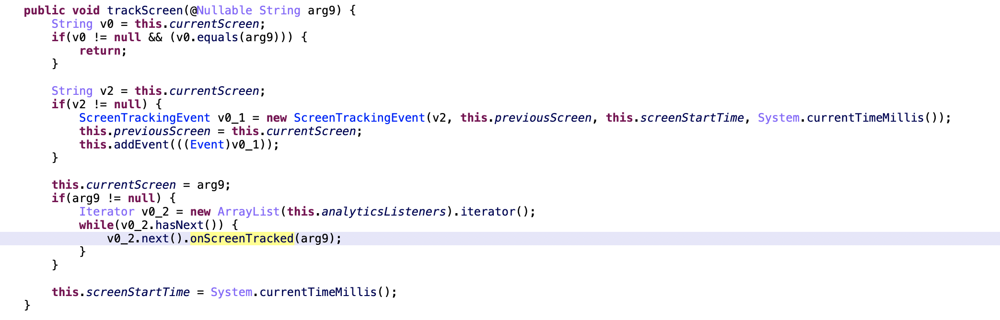 public void trackScreen(@Nullable String arg9) {
    String v0 = this.currentScreen;
    if(v0 != null && (v0.equals(arg9))) {
        return;
    }

    String v2 = this.currentScreen;
    if(v2 != null) {
        ScreenTrackingEvent v0_1 = new ScreenTrackingEvent(v2, this.previousScreen, this.screenStartTime, System.currentTimeMillis());
        this.previousScreen = this.currentScreen;
        this.addEvent(((Event)v0_1));
    }

    this.currentScreen = arg9;
    if(arg9 != null) {
        Iterator v0_2 = new ArrayList(this.analyticsListeners).iterator();
        while(v0_2.hasNext()) {
            v0_2.next().onScreenTracked(arg9);
        }
    }

    this.screenStartTime = System.currentTimeMillis();
}